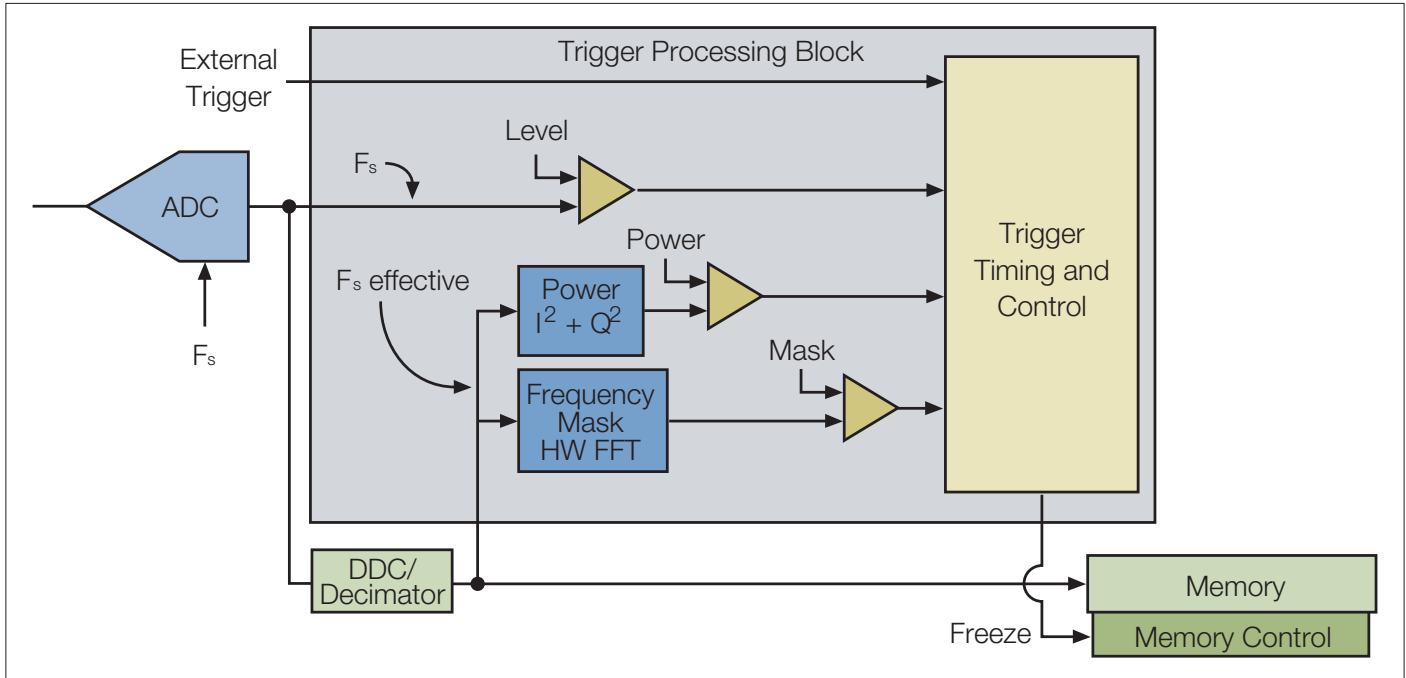 Trigger Processing Block
External
Trigger
Level
Fs
ADC
Fs
Power
Fs effective
Power
I² + Q²
Mask
Frequency
Mask
HW FFT
Trigger
Timing and
Control
DDC/
Decimator
Memory
Freeze
Memory Control